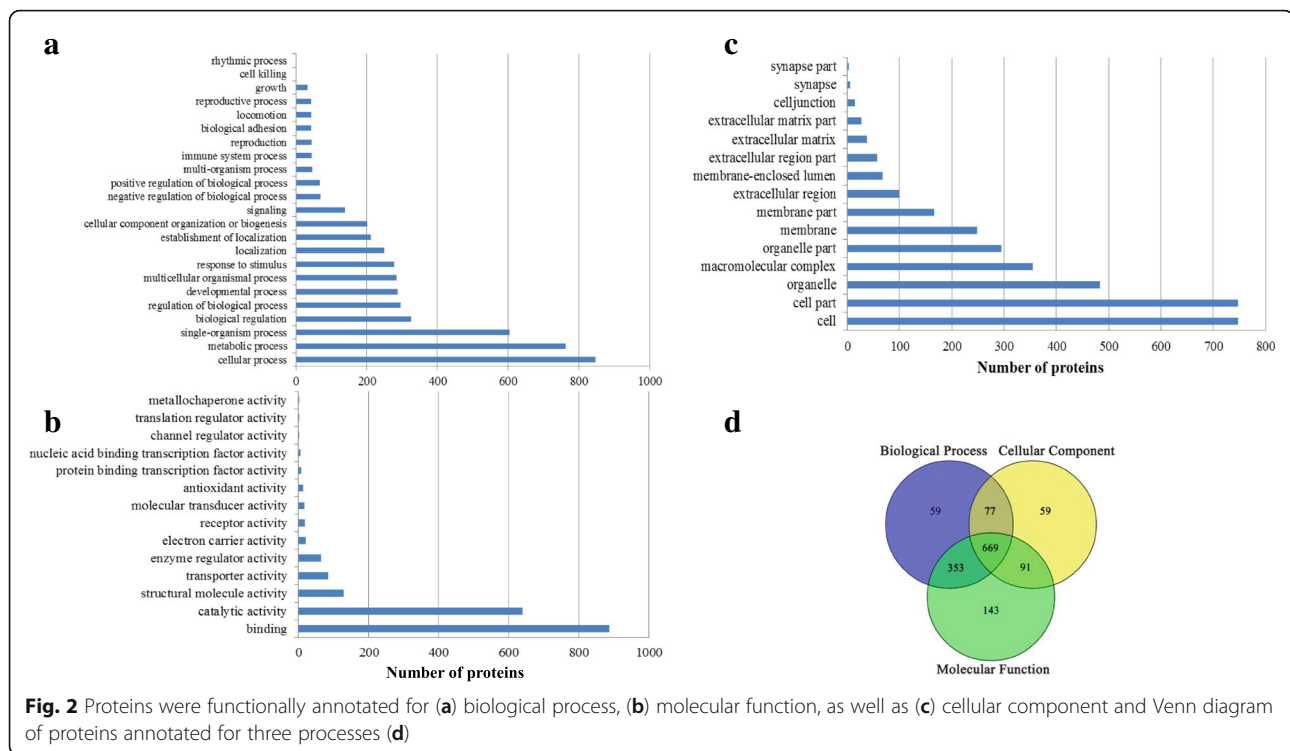 a
rhythmic process
cell killing
growth
reproductive process
locomotion
biological adhesion
reproduction
immune system process
multi-organism process
positive regulation of biological process
negative regulation of biological process
signaling
cellular component organization or biogenesis
establishment of localization
localization
response to stimulus
multicellular organismal process
developmental process
regulation of biological process
biological regulation
single-organism process
metabolic process
cellular process
0 200 400 600 800 1000
b
metallochaperone activity
translation regulator activity
channel regulator activity
nucleic acid binding transcription factor activity
protein binding transcription factor activity
antioxidant activity
molecular transducer activity
receptor activity
electron carrier activity
enzyme regulator activity
transporter activity
structural molecule activity
catalytic activity
binding
0 200 400 600 800 1000
Number of proteins
c
synapse part
synapse
celljunction
extracellular matrix part
extracellular matrix
extracellular region part
membrane-enclosed lumen
extracellular region
membrane part
membrane
organelle part
macromolecular complex
organelle
cell part
cell
0 100 200 300 400 500 600 700 800
Number of proteins
d
Biological Process Cellular Component
59 77 59
669
353 91
143
Molecular Function
Fig. 2 Proteins were functionally annotated for (a) biological process, (b) molecular function, as well as (c) cellular component and Venn diagram
of proteins annotated for three processes (d)